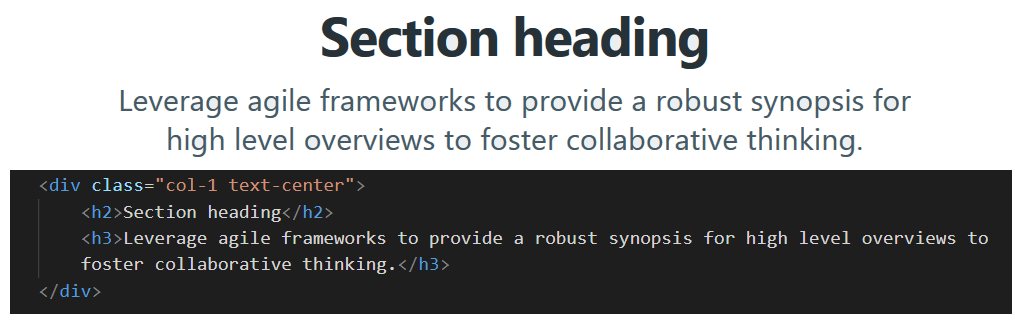 Section heading
Leverage agile frameworks to provide a robust synopsis for
high level overviews to foster collaborative thinking.
<div class="col-1 text-center">
<h2>Section heading</h2>
<h3>Leverage agile frameworks to provide a robust synopsis for high level overviews to
foster collaborative thinking.</h3>
</div>